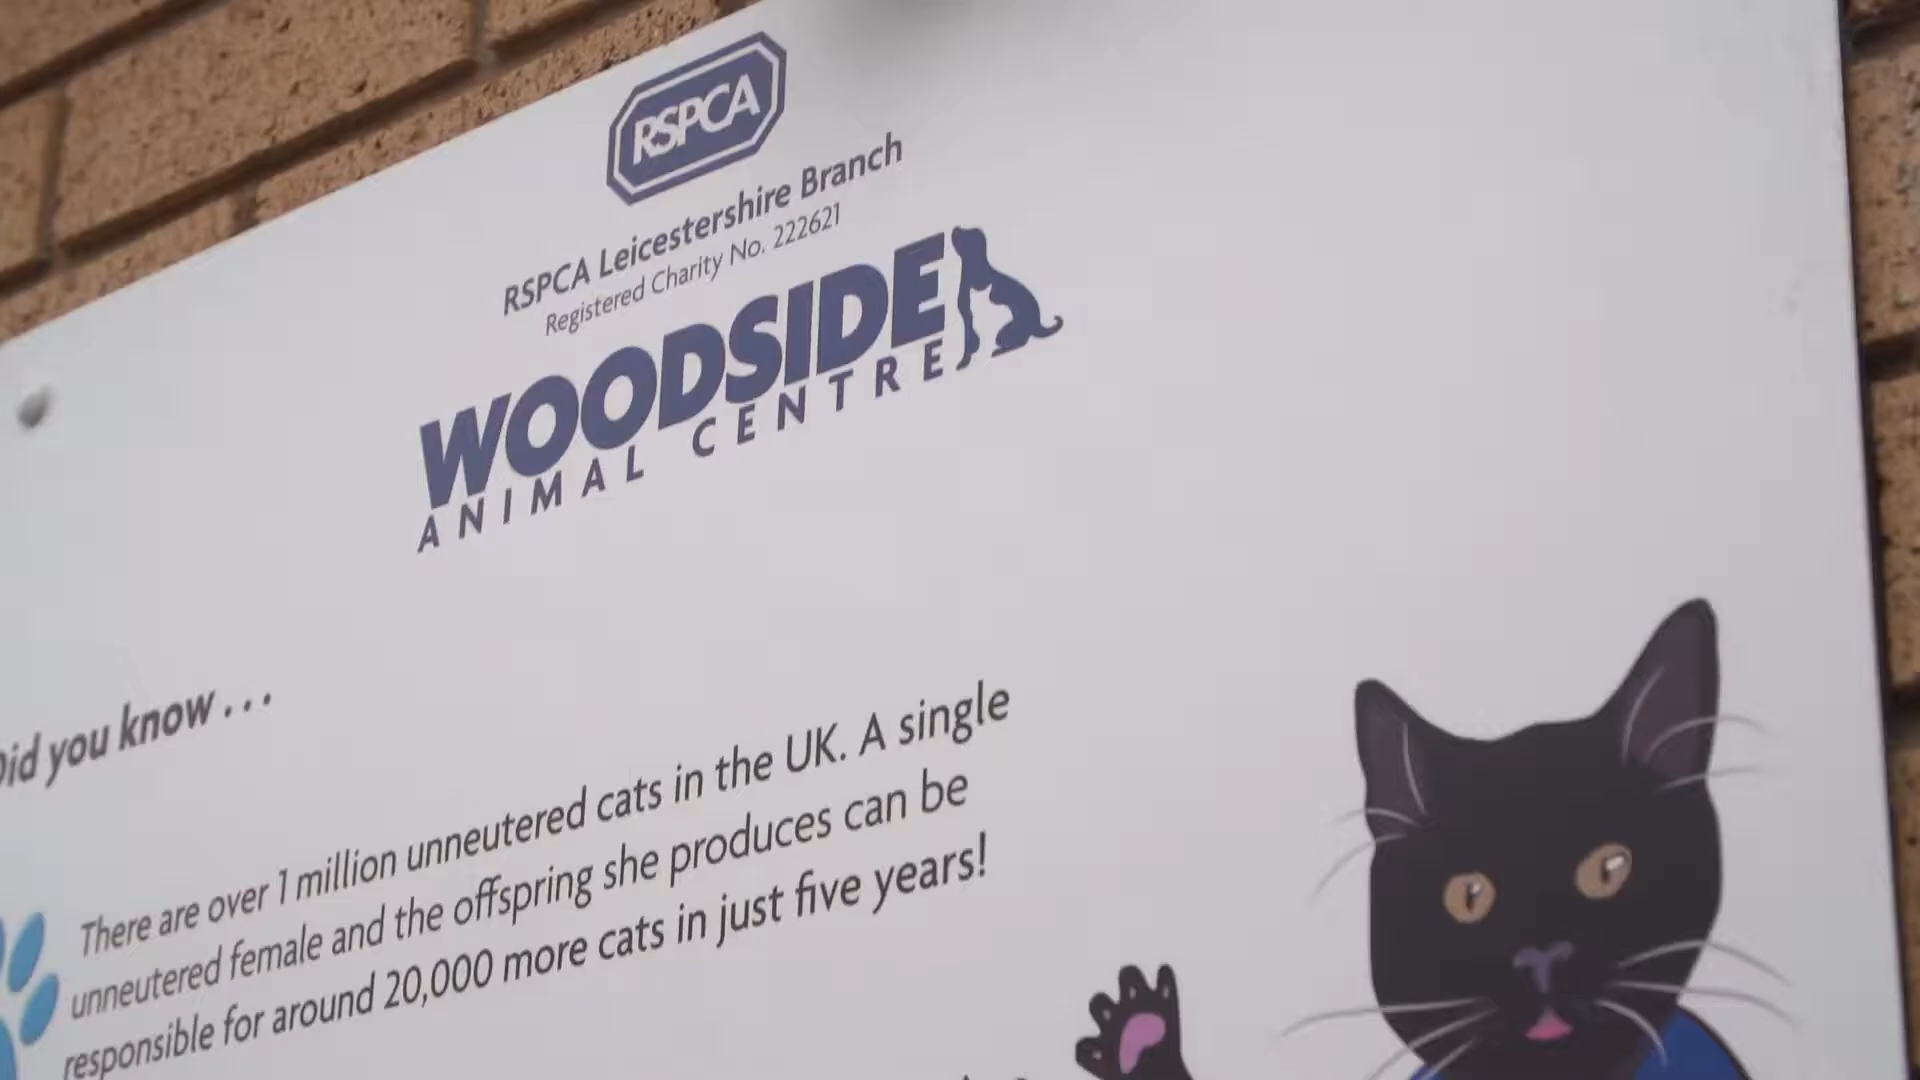 RSPCA
RSPCA Leicestershire Branch
Registered Charity No. 222621
WOODSIDE
ANIMAL CENTRE
Did you know . . .
There are over 1 million unneutered cats in the UK. A single
unneutered female and the offspring she produces can be
responsible for around 20,000 more cats in just five years!